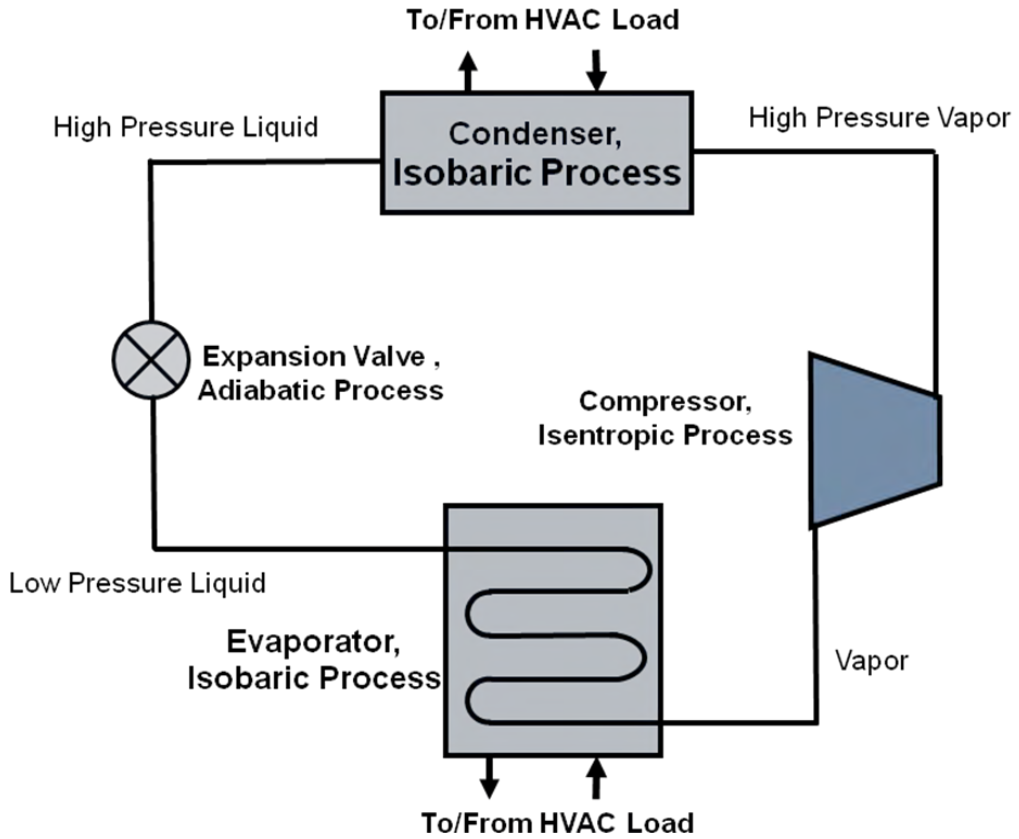 To/From HVAC Load
High Pressure Liquid
High Pressure Vapor
Condenser,
Isobaric Process
Expansion Valve ,
Adiabatic Process
Compressor,
Isentropic Process
Low Pressure Liquid
Evaporator,
Isobaric Process
Vapor
To/From HVAC Load